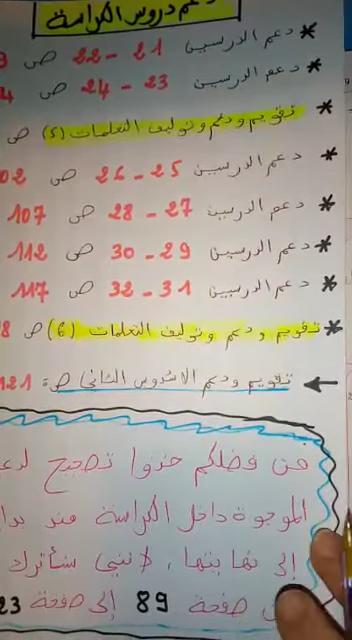 دعم دروس الكراسة
* دعم الدرسين 21 - 22 ص
* دعم الدرسين 23 - 24 ص
* تقويم ودعم وتوليف التعلمات (5) ص
* دعم الدرسين 25 - 26 ص
* دعم الدرسين 27 - 28 ص 107
* دعم الدرسين 29 - 30 ص 112
* دعم الدرسين 31 - 32 ص 117
* تقويم ودعم وتوليف التعلمات (6) ص
← تقويم ودعم الأسدوس الثاني ص: 121
من فضلكم خذوا تصحيح
الموجودة داخل الكراسة منذ
إلى نهايتها، لأنني سأترك
صفحة 89 إلى صفحة